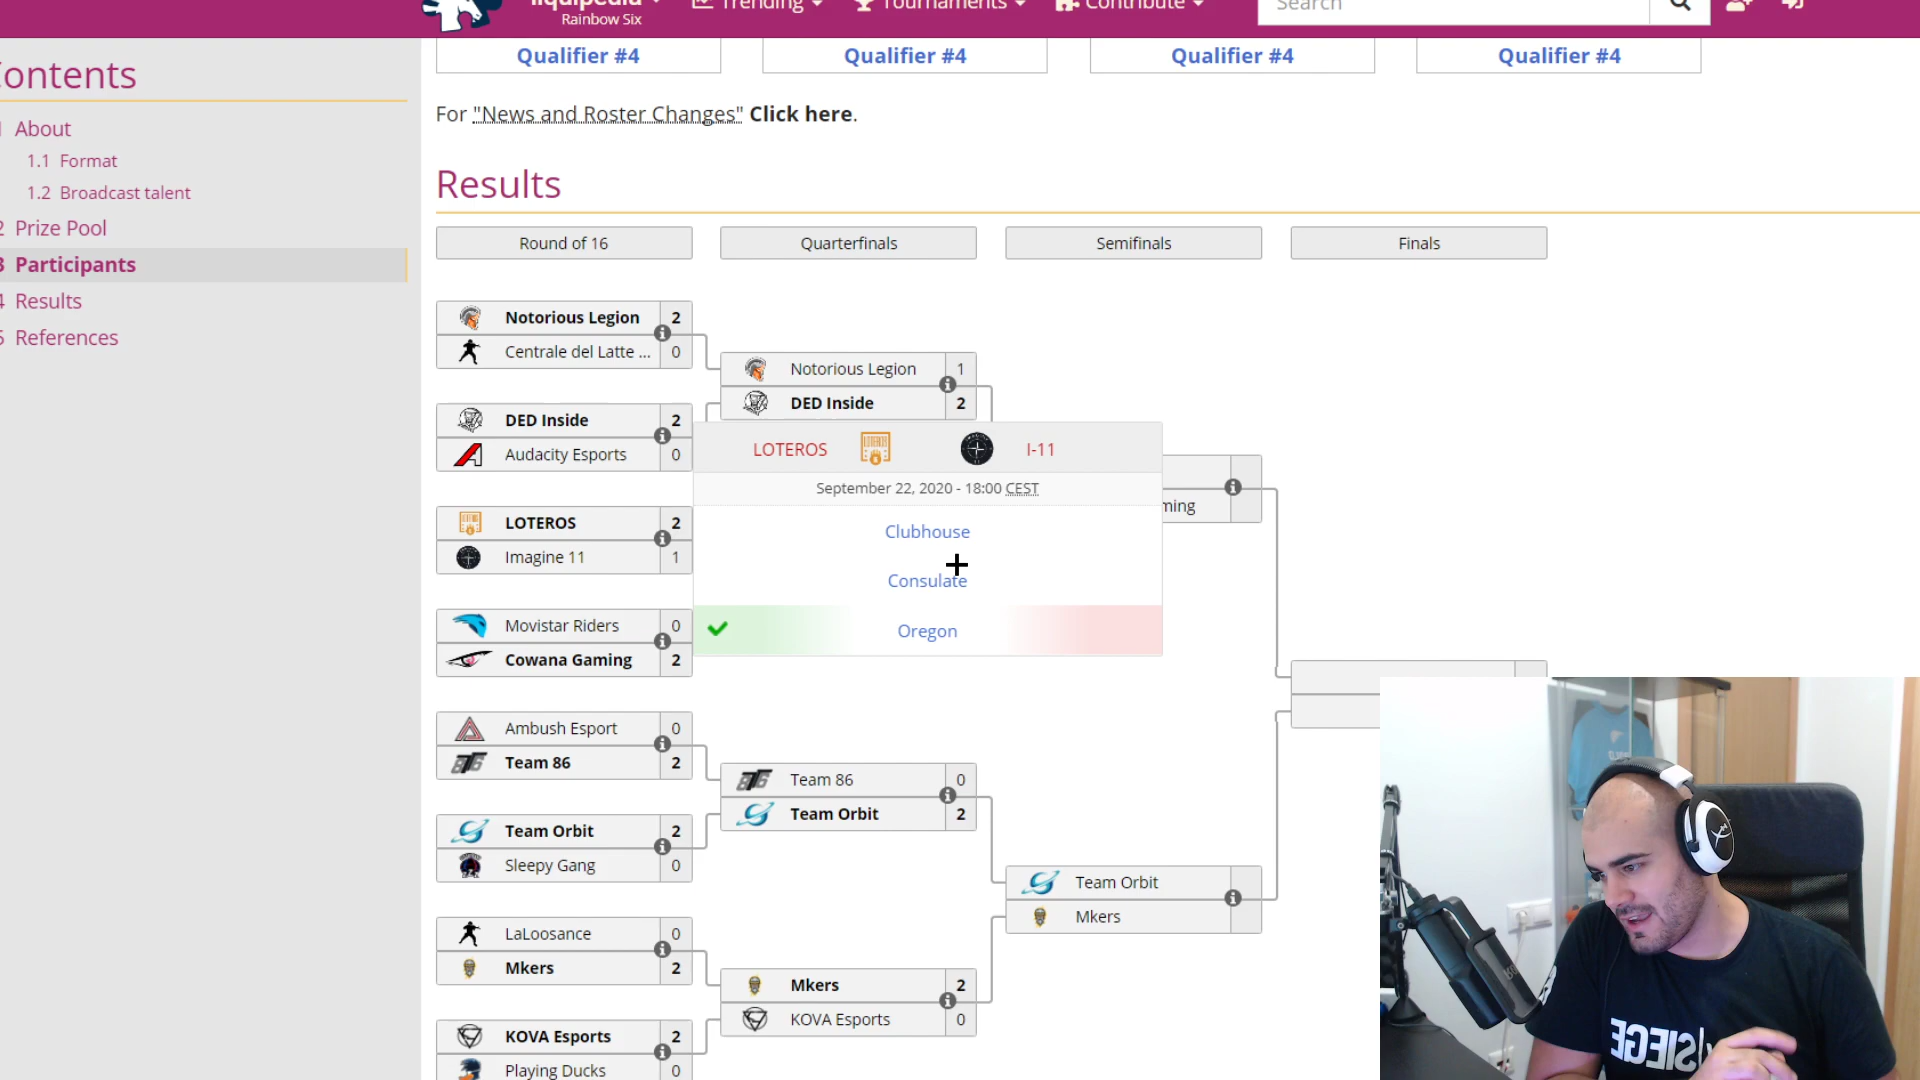 liquipedia
Rainbow Six
Trending
Tournaments
Contribute
Search
Contents
About
1.1 Format
1.2 Broadcast talent
2 Prize Pool
3 Participants
4 Results
5 References
Qualifier #4
Qualifier #4
Qualifier #4
Qualifier #4
For "News and Roster Changes" Click here.
Results
Round of 16
Quarterfinals
Semifinals
Finals
Notorious Legion 2
Centrale del Latte ... 0
DED Inside 2
Audacity Esports 0
LOTEROS 2
Imagine 11 1
Movistar Riders 0
Cowana Gaming 2
Ambush Esport 0
Team 86 2
Team Orbit 2
Sleepy Gang 0
LaLoosance 0
Mkers 2
KOVA Esports 2
Playing Ducks 0
Notorious Legion 1
DED Inside 2
LOTEROS I-11
September 22, 2020 - 18:00 CEST
Clubhouse
Consulate
Oregon
ming
Team 86 0
Team Orbit 2
Mkers 2
KOVA Esports 0
Team Orbit
Mkers
SIEGE